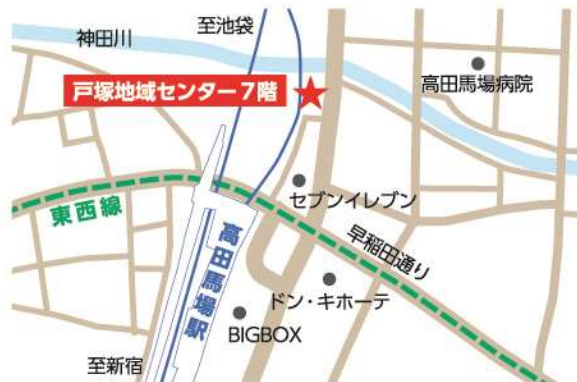 至池袋
神田川
高田馬場病院
戸塚地域センター7階
セブンイレブン
東西線
早稲田通り
高田馬場駅
ドン・キホーテ
BIGBOX
至新宿